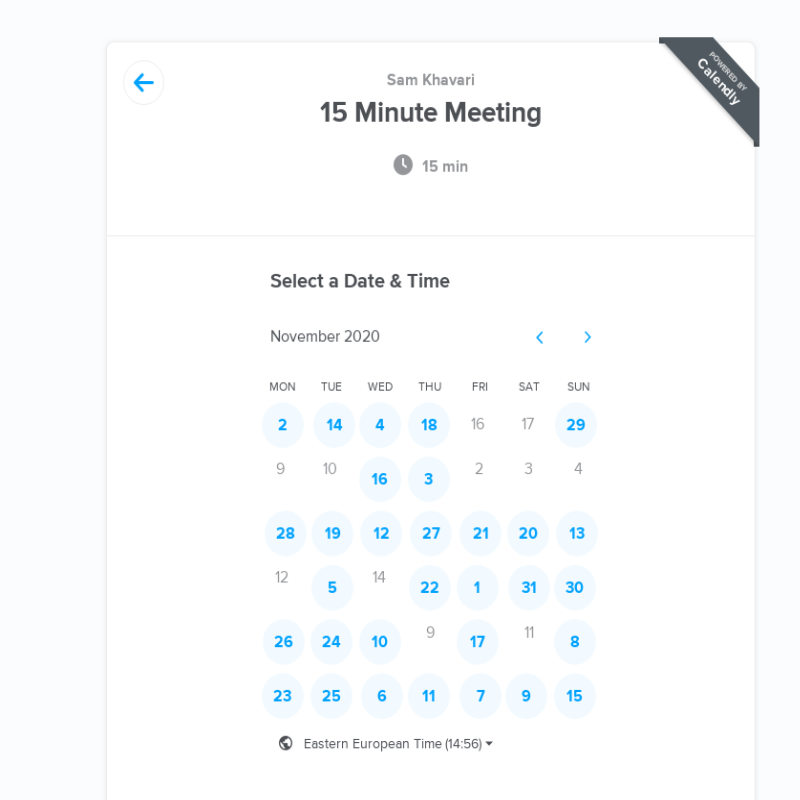 POWERED BY
Calendly
Sam Khavari
15 Minute Meeting
15 min
Select a Date & Time
November 2020
MON TUE WED THU FRI SAT SUN
2 14 4 18 16 17 29
9 10 16 3 2 3 4
28 19 12 27 21 20 13
12 5 14 22 1 31 30
26 24 10 9 17 11 8
23 25 6 11 7 9 15
Eastern European Time (14:56)